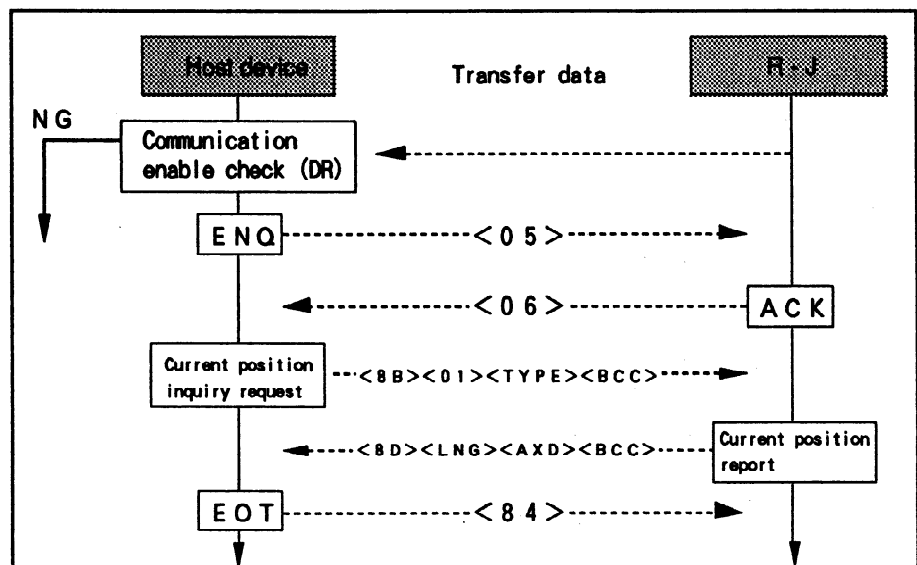 Host device
Transfer data
R-J
NG
Communication
enable check (DR)
ENQ
<05>
<06>
ACK
Current position
inquiry request
<8B><01><TYPE><BCC>
<8D><LNG><AXD><BCC>
Current position
report
EOT
<84>